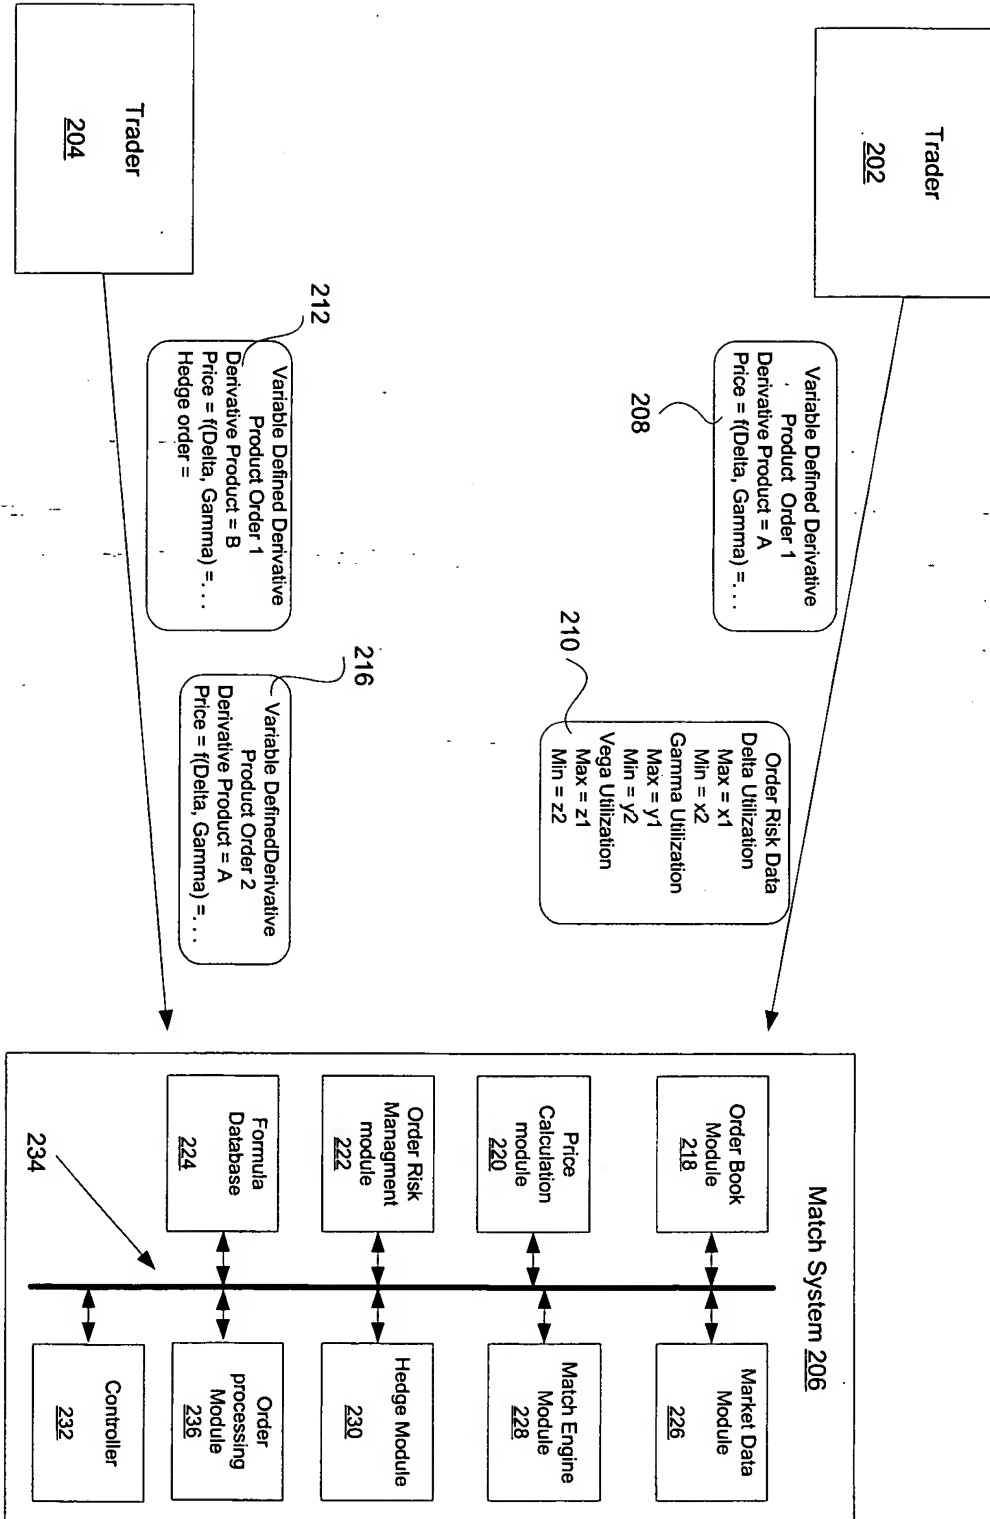 Trader
202
Trader
204
Variable Defined Derivative
Product Order 1
Derivative Product = A
Price = f(Delta, Gamma) =. . .
208
Order Risk Data
Delta Utilization
Max = x1
Min = x2
Gamma Utilization
Max = y1
Min = y2
Vega Utilization
Max = z1
Min = z2
210
212
Variable Defined Derivative
Product Order 1
Derivative Product = B
Price = f(Delta, Gamma) =. . .
Hedge order =
216
Variable DefinedDerivative
Product Order 2
Derivative Product = A
Price = f(Delta, Gamma) =. . .
Match System 206
Order Book
Module
218
Price
Calculation
module
220
Order Risk
Managment
module
222
Formula
Database
224
Market Data
Module
226
Match Engine
Module
228
Hedge Module
230
Order
processing
Module
236
Controller
232
234